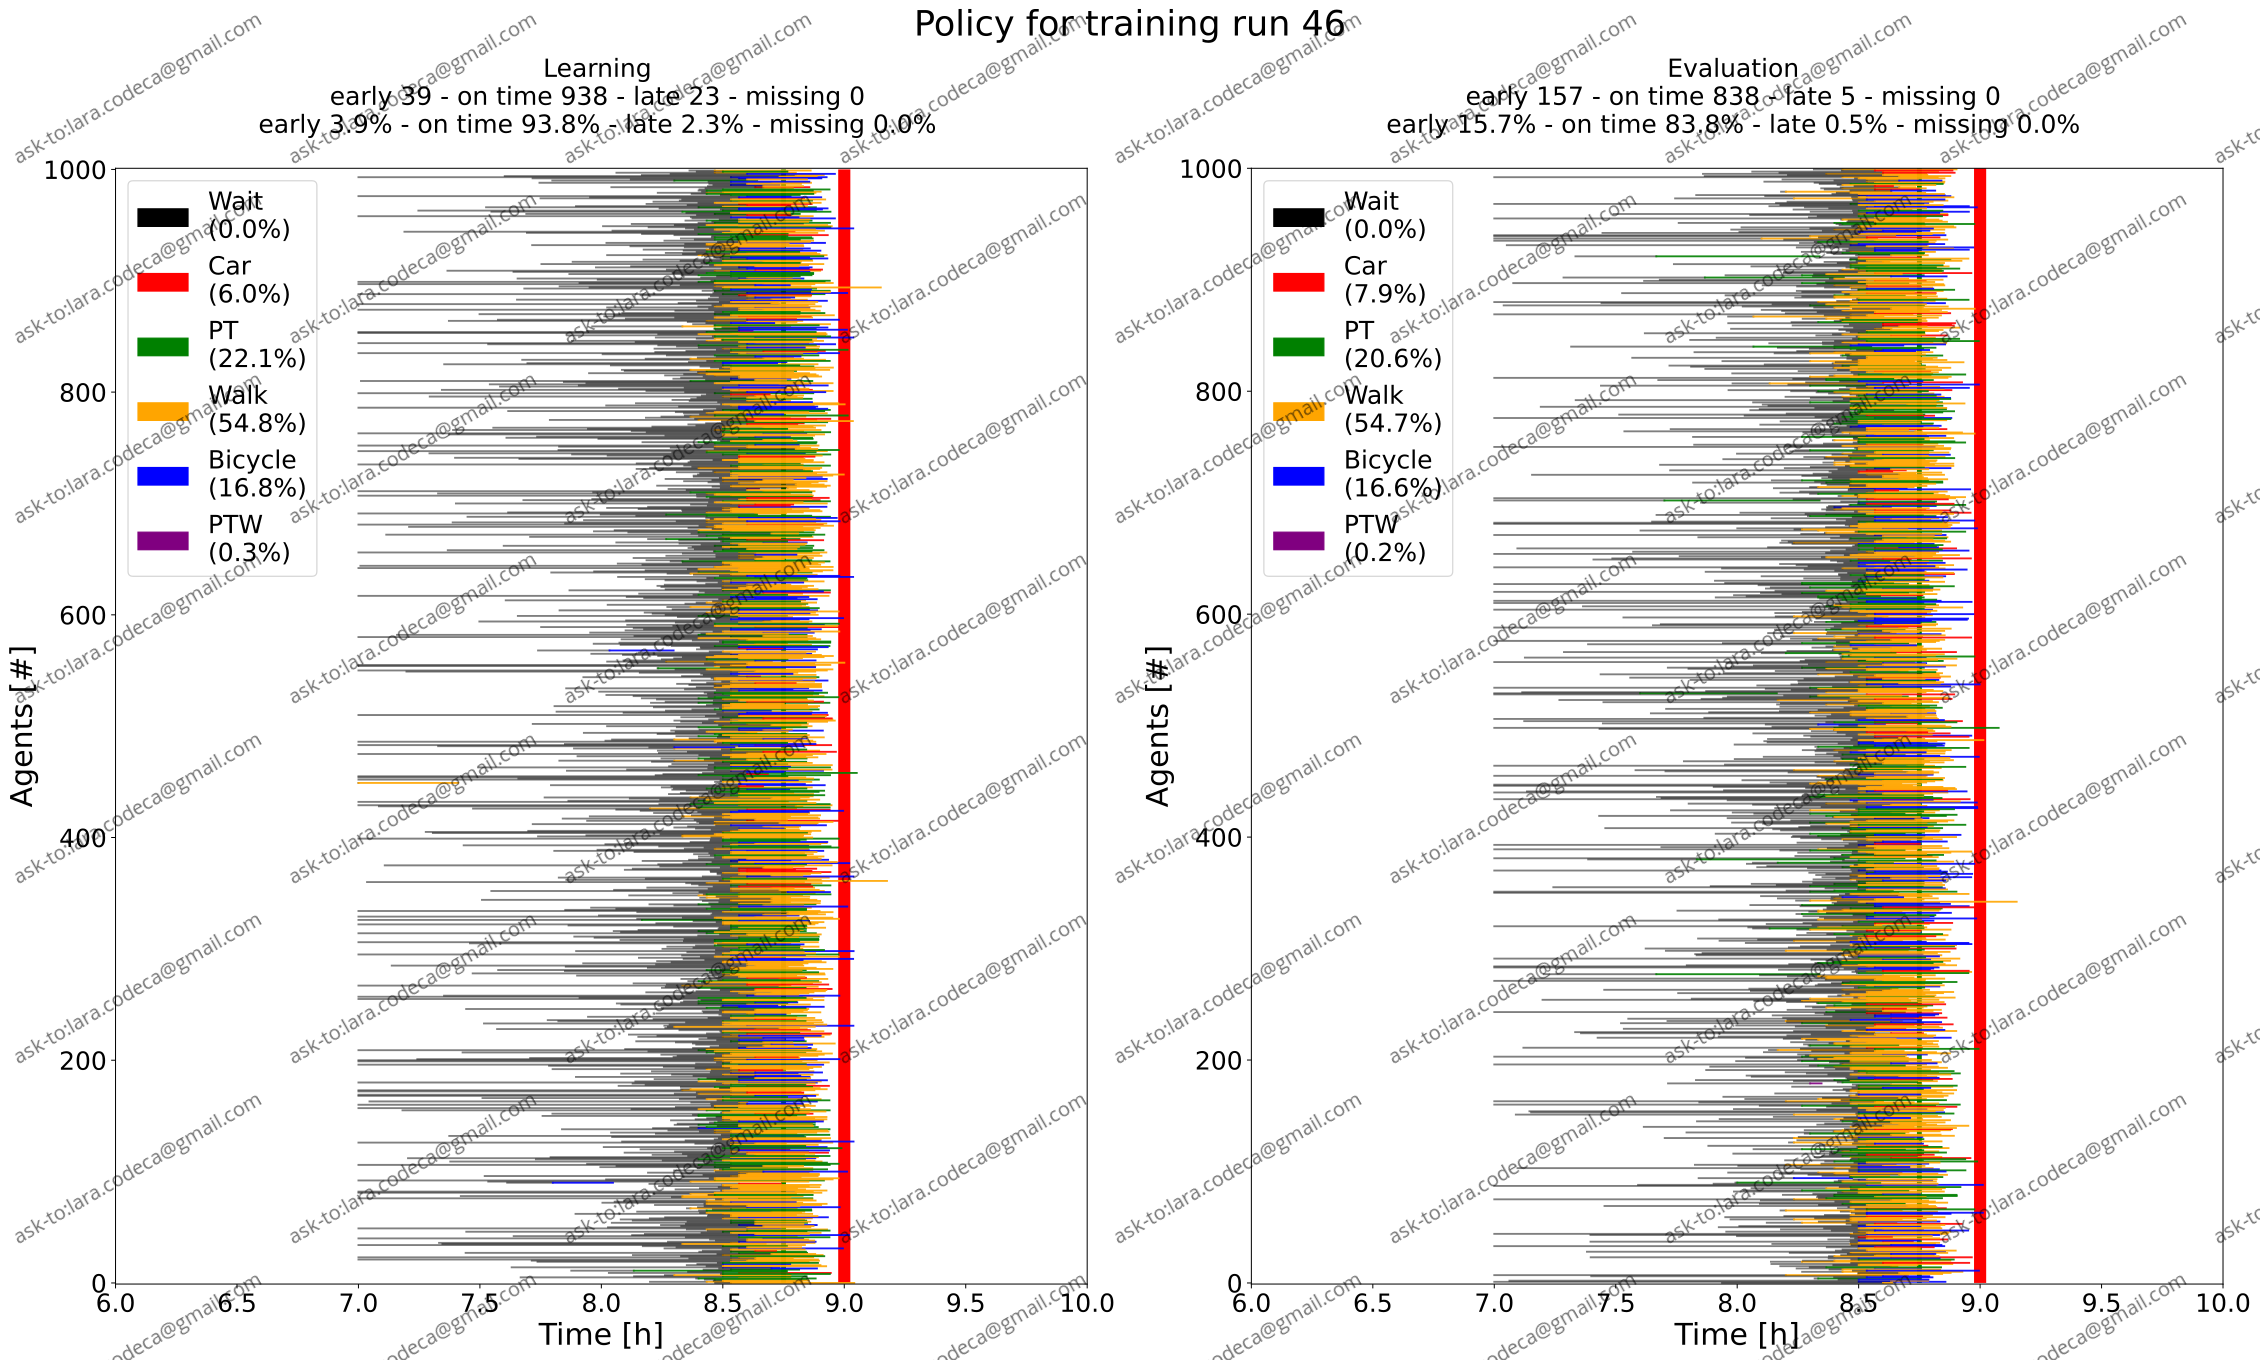 Policy for training run 46
Learning
early 39 - on time 938 - late 23 - missing 0
early 3.9% - on time 93.8% - late 2.3% - missing 0.0%
Agents [#]
1000
800
600
400
200
0
Wait
(0.0%)
Car
(6.0%)
PT
(22.1%)
Walk
(54.8%)
Bicycle
(16.8%)
PTW
(0.3%)
6.0 6.5 7.0 7.5 8.0 8.5 9.0 9.5 10.0
Time [h]
Evaluation
early 157 - on time 838 - late 5 - missing 0
early 15.7% - on time 83.8% - late 0.5% - missing 0.0%
Agents [#]
1000
800
600
400
200
0
Wait
(0.0%)
Car
(7.9%)
PT
(20.6%)
Walk
(54.7%)
Bicycle
(16.6%)
PTW
(0.2%)
6.0 6.5 7.0 7.5 8.0 8.5 9.0 9.5 10.0
Time [h]
ask-to:lara.codeca@gmail.com